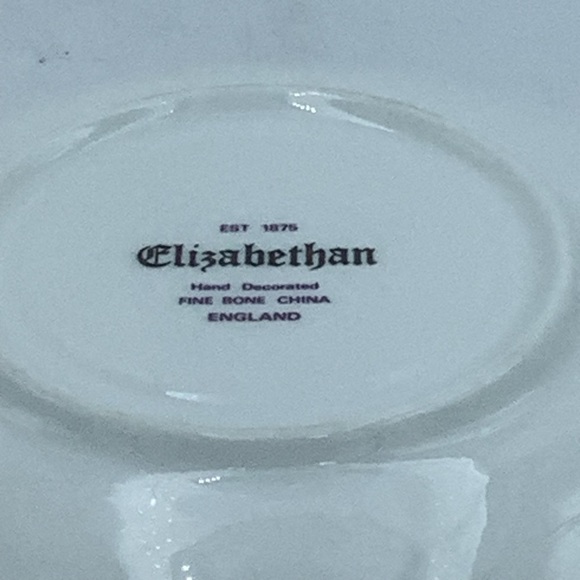 EST 1875
Elizabethan
Hand Decorated
FINE BONE CHINA
ENGLAND